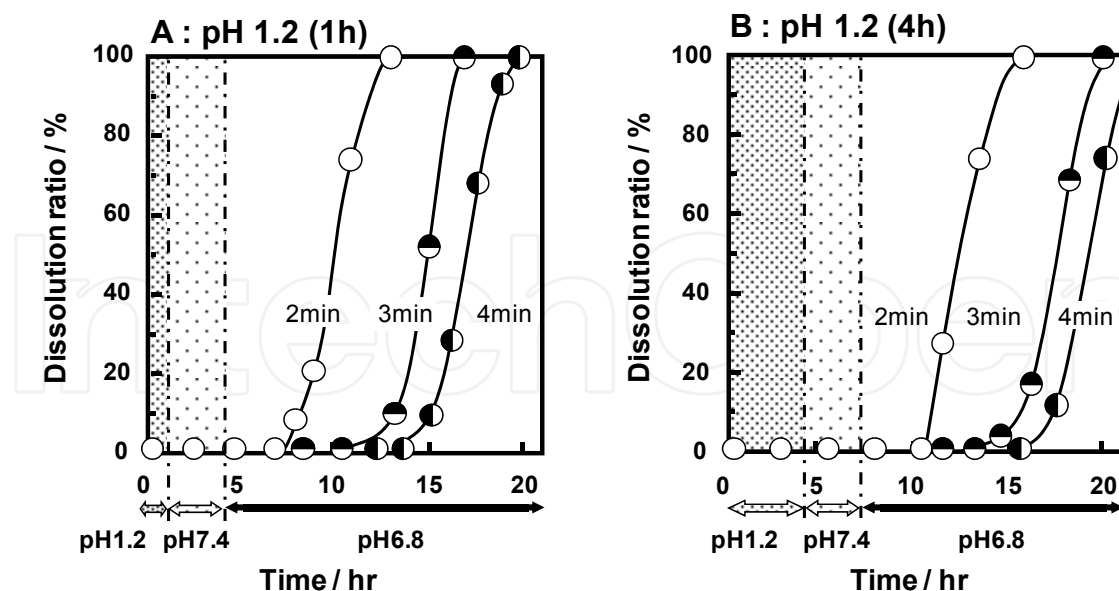 A : pH 1.2 (1h)
Dissolution ratio / %
100
80
60
40
20
0
2min
3min
4min
0
5
10
15
20
pH1.2
pH7.4
pH6.8
Time / hr
B : pH 1.2 (4h)
Dissolution ratio / %
100
80
60
40
20
0
2min
3min
4min
0
5
10
15
20
pH1.2
pH7.4
pH6.8
Time / hr
InTechOpen